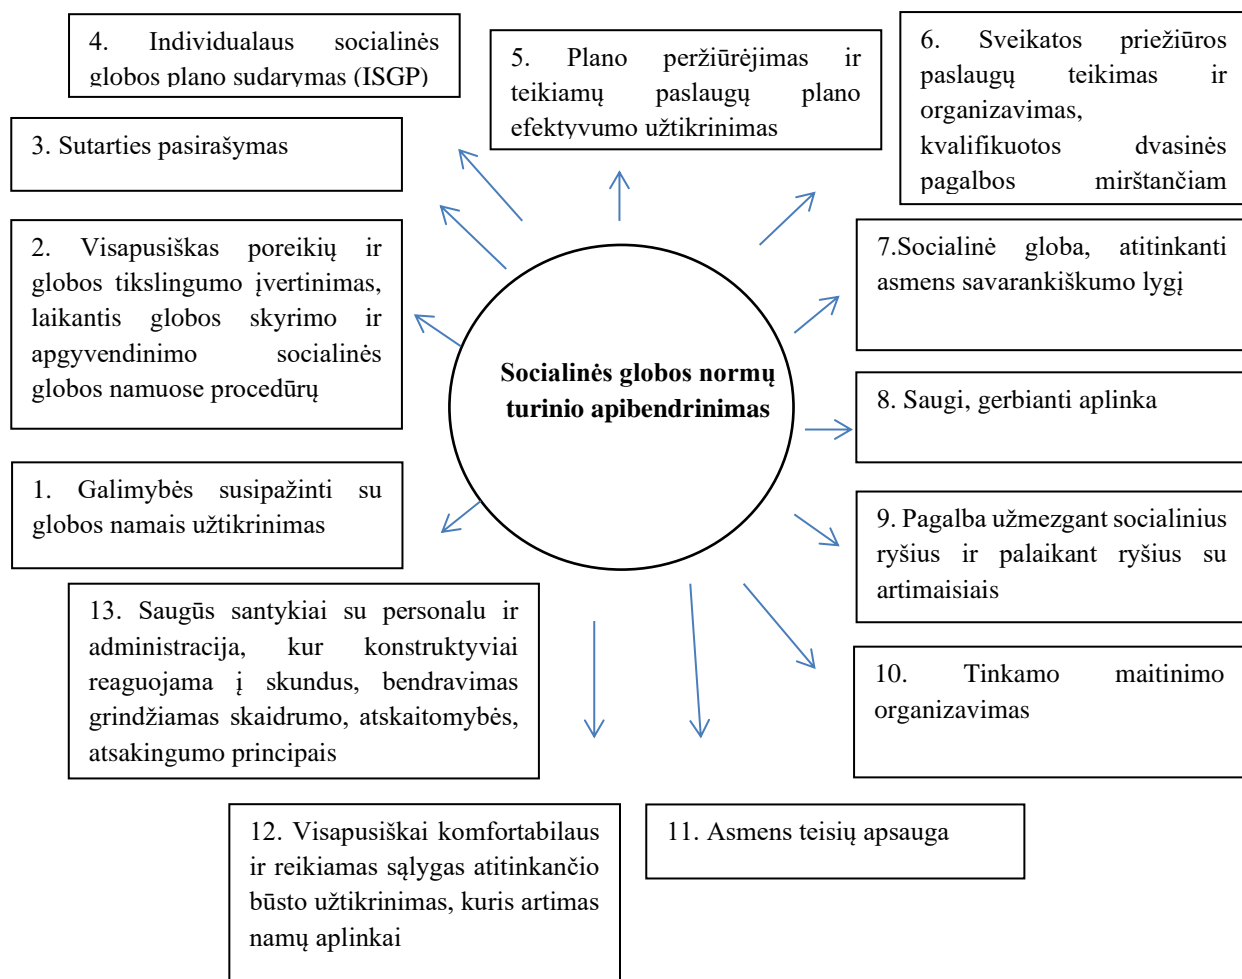 4. Individualaus socialinės
globos plano sudarymas (ISGP)
5. Plano peržiūrėjimas ir
teikiamų paslaugų plano
efektyvumo užtikrinimas
6. Sveikatos priežiūros
paslaugų teikimas ir
organizavimas,
kvalifikuotos dvasinės
pagalbos mirštančiam
3. Sutarties pasirašymas
2. Visapusiškas poreikių ir
globos tikslingumo įvertinimas,
laikantis globos skyrimo ir
apgyvendinimo socialinės
globos namuose procedūrų
7.Socialinė globa, atitinkanti
asmens savarankiškumo lygį
Socialinės globos normų
turinio apibendrinimas
8. Saugi, gerbianti aplinka
1. Galimybės susipažinti su
globos namais užtikrinimas
9. Pagalba užmezgant socialinius
ryšius ir palaikant ryšius su
artimaisiais
13. Saugūs santykiai su personalu ir
administracija, kur konstruktyviai
reaguojama į skundus, bendravimas
grindžiamas skaidrumo, atskaitomybės,
atsakingumo principais
10. Tinkamo maitinimo
organizavimas
12. Visapusiškai komfortabilaus
ir reikiamas sąlygas atitinkančio
būsto užtikrinimas, kuris artimas
namų aplinkai
11. Asmens teisių apsauga